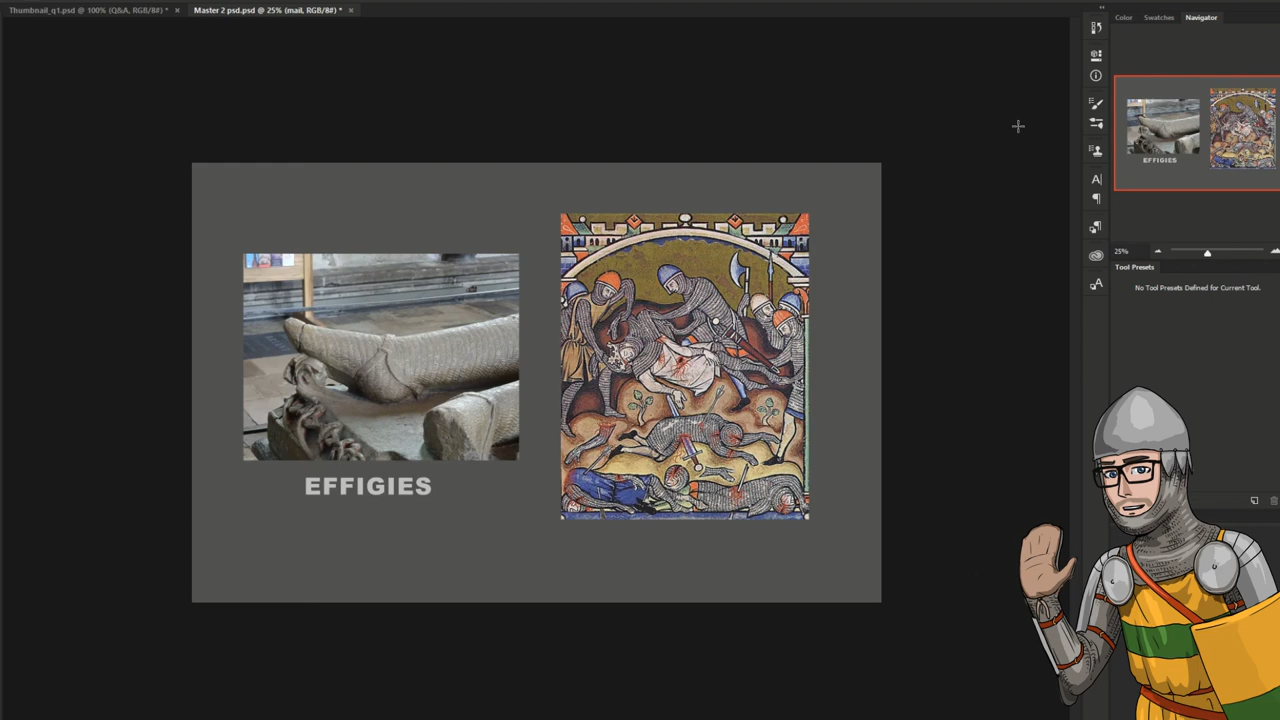 Thumbnail_q1.psd @ 100% (Q&A, RGB/8#) *
Master 2 psd.psd @ 25% (mail, RGB/8#) *
Color
Swatches
Navigator
EFFIGIES
25%
Tool Presets
No Tool Presets Defined for Current Tool.
EFFIGIES